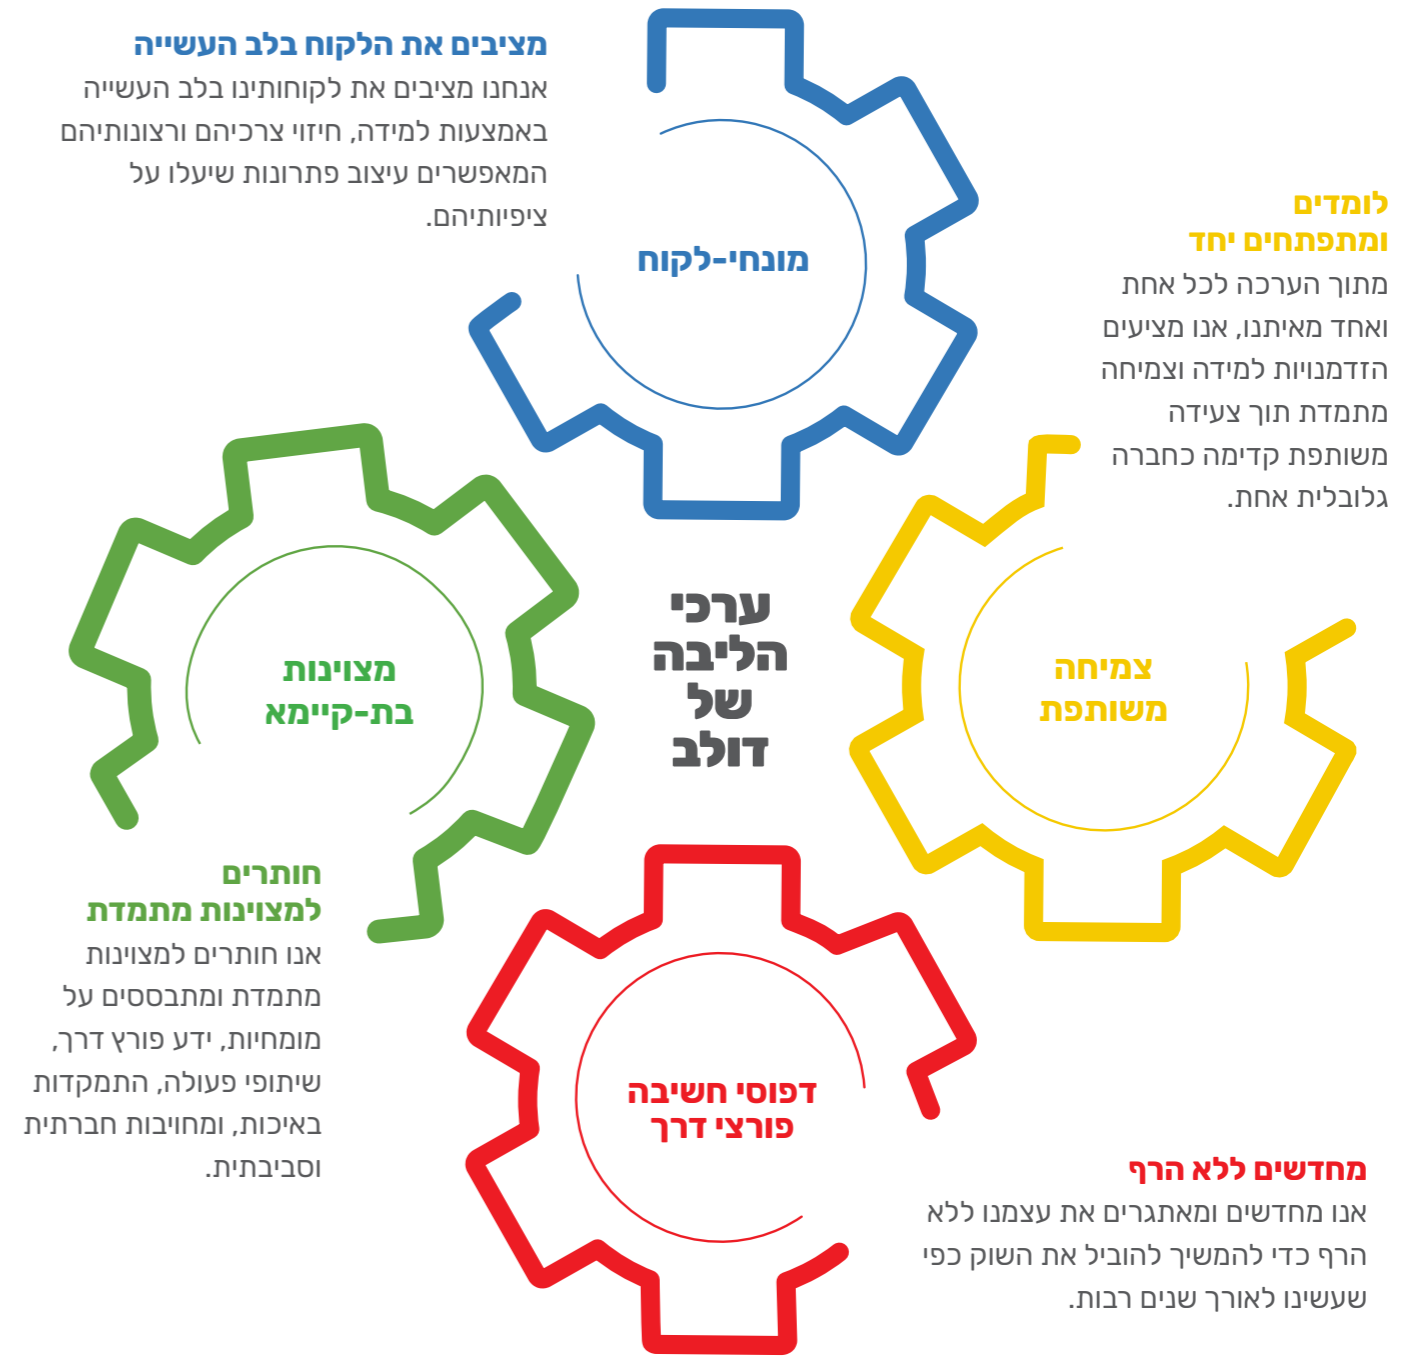 מציבים את הלקוח בלב העשייה
אנחנו מציבים את לקוחותינו בלב העשייה
באמצעות למידה, חיזוי צרכיהם ורצונותיהם
המאפשרים עיצוב פתרונות שיעלו על
ציפיותיהם.
מונחי-לקוח
לומדים
ומתפתחים יחד
מתוך הערכה לכל אחת
ואחד מאיתנו, אנו מציעים
הזדמנויות למידה וצמיחה
מתמדת תוך צעידה
משותפת קדימה כחברה
גלובלית אחת.
צמיחה
משותפת
ערכי
הליבה
של
דולב
מצוינות
בת-קיימא
חותרים
למצוינות מתמדת
אנו חותרים למצוינות
מתמדת ומתבססים על
מומחיות, ידע פורץ דרך,
שיתופי פעולה, התמקדות
באיכות, ומחויבות חברתית
וסביבתית.
דפוסי חשיבה
פורצי דרך
מחדשים ללא הרף
אנו מחדשים ומאתגרים את עצמנו ללא
הרף כדי להמשיך להוביל את השוק כפי
שעשינו לאורך שנים רבות.